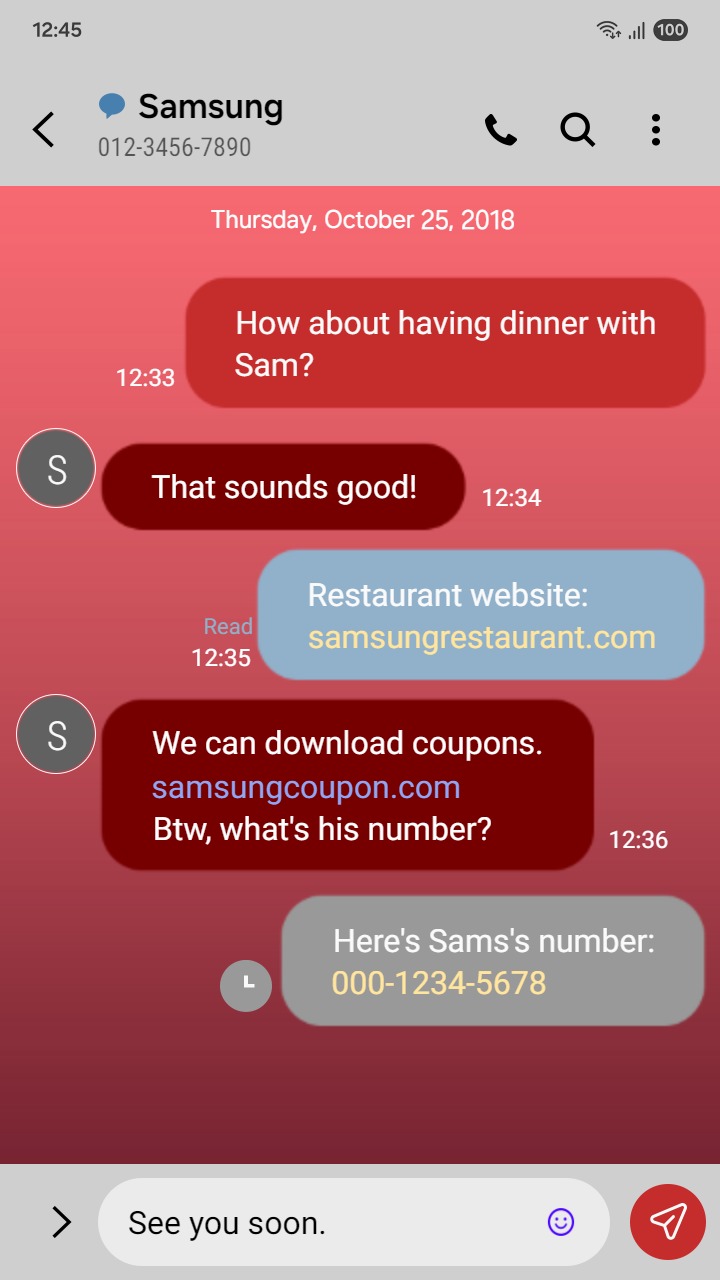 12:45
100
Samsung
012-3456-7890
Thursday, October 25, 2018
How about having dinner with
Sam?
12:33
S
That sounds good!
12:34
Restaurant website:
samsungrestaurant.com
Read
12:35
S
We can download coupons.
samsungcoupon.com
Btw, what's his number?
12:36
Here's Sams's number:
000-1234-5678
See you soon.